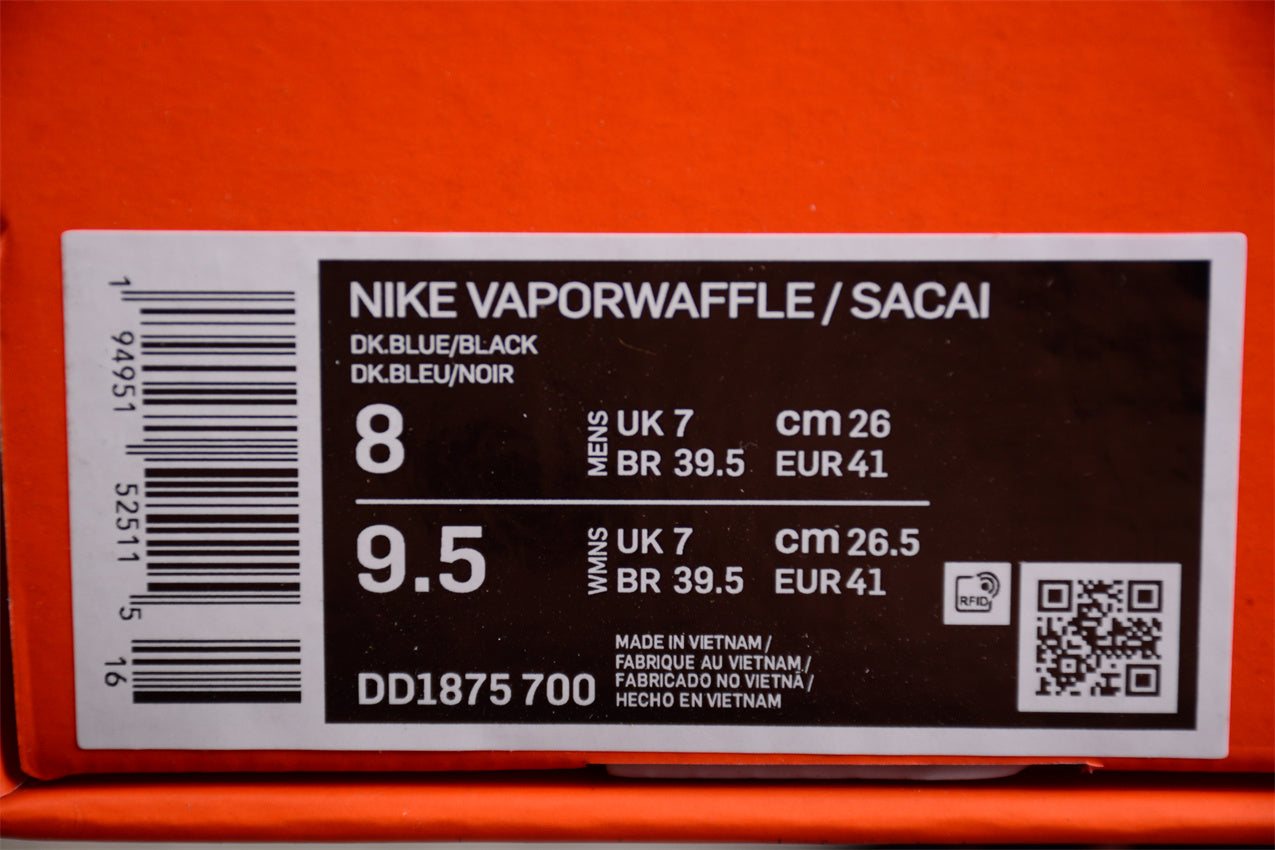 NIKE VAPORWAFFLE / SACAI
DK.BLUE/BLACK
DK.BLEU/NOIR
8
MENS
UK 7 cm 26
BR 39.5 EUR 41
9.5
WMNS
UK 7 cm 26.5
BR 39.5 EUR 41
DD1875 700
MADE IN VIETNAM /
FABRIQUE AU VIETNAM /
FABRICADO NO VIETNÃ /
HECHO EN VIETNAM
RFID
1 94951 52511 5 16